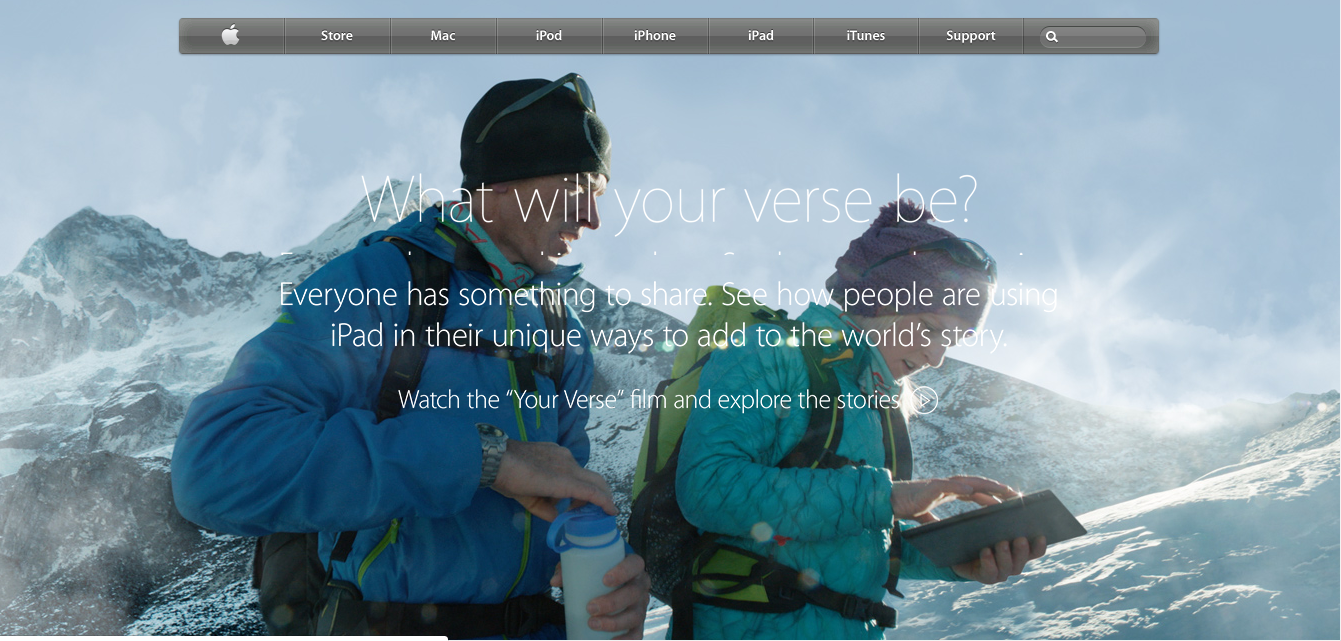 Store
Mac
iPod
iPhone
iPad
iTunes
Support
What will your verse be?
Everyone has something to share. See how people are using
iPad in their unique ways to add to the world’s story.
Watch the “Your Verse” film and explore the stories